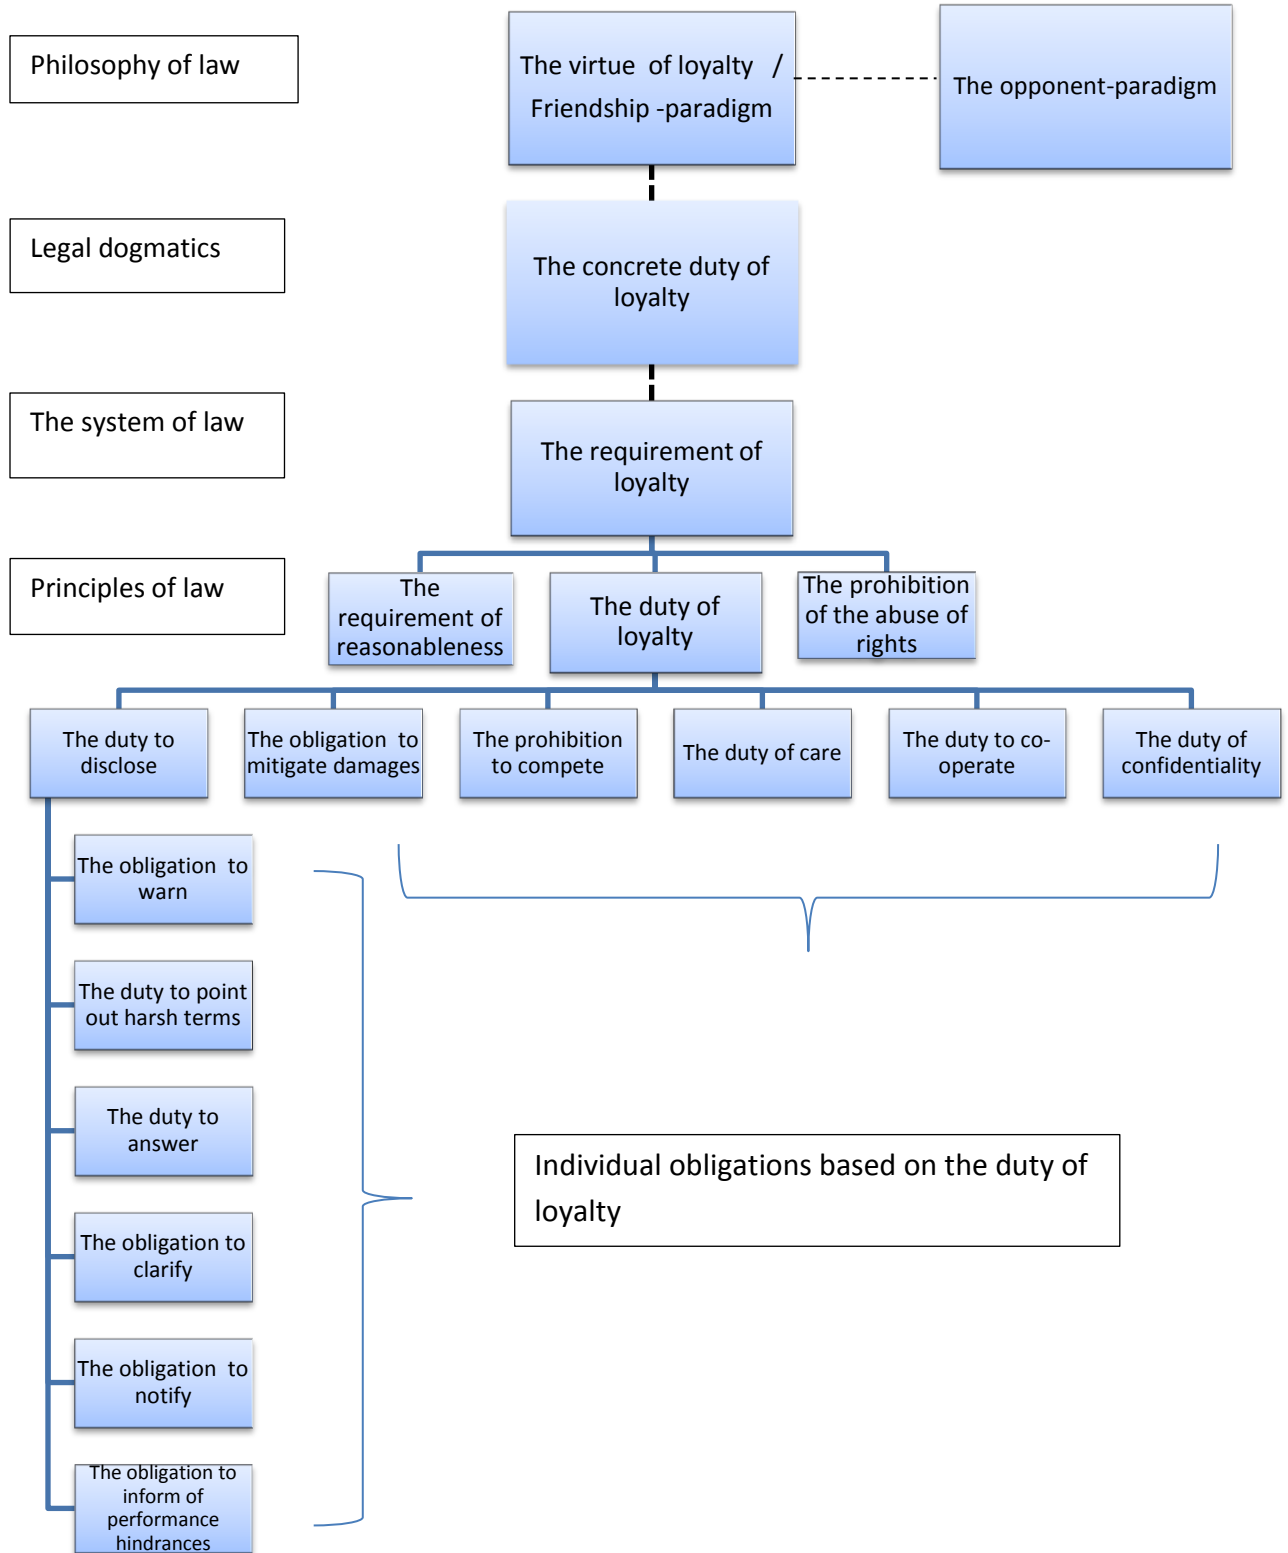 Philosophy of law
The virtue of loyalty /
Friendship -paradigm
The opponent-paradigm
Legal dogmatics
The concrete duty of
loyalty
The system of law
The requirement of
loyalty
Principles of law
The
requirement of
reasonableness
The duty of
loyalty
The prohibition
of the abuse of
rights
The duty to
disclose
The obligation to
mitigate damages
The prohibition
to compete
The duty of care
The duty to co-
operate
The duty of
confidentiality
The obligation to
warn
The duty to point
out harsh terms
The duty to
answer
Individual obligations based on the duty of
loyalty
The obligation to
clarify
The obligation to
notify
The obligation to
inform of
performance
hindrances